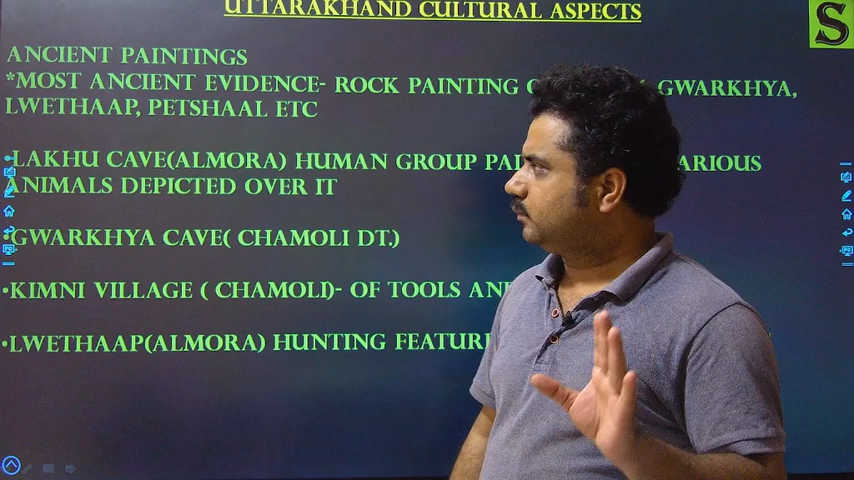 UTTARAKHAND CULTURAL ASPECTS
S
ANCIENT PAINTINGS
*MOST ANCIENT EVIDENCE- ROCK PAINTING GWARKHYA,
LWETHAAP, PETSHAAL ETC
•LAKHU CAVE(ALMORA) HUMAN GROUP
ANIMALS DEPICTED OVER IT
•GWARKHYA CAVE( CHAMOLI DT.)
•KIMNI VILLAGE ( CHAMOLI)- OF TOOLS
•LWETHAAP(ALMORA) HUNTING